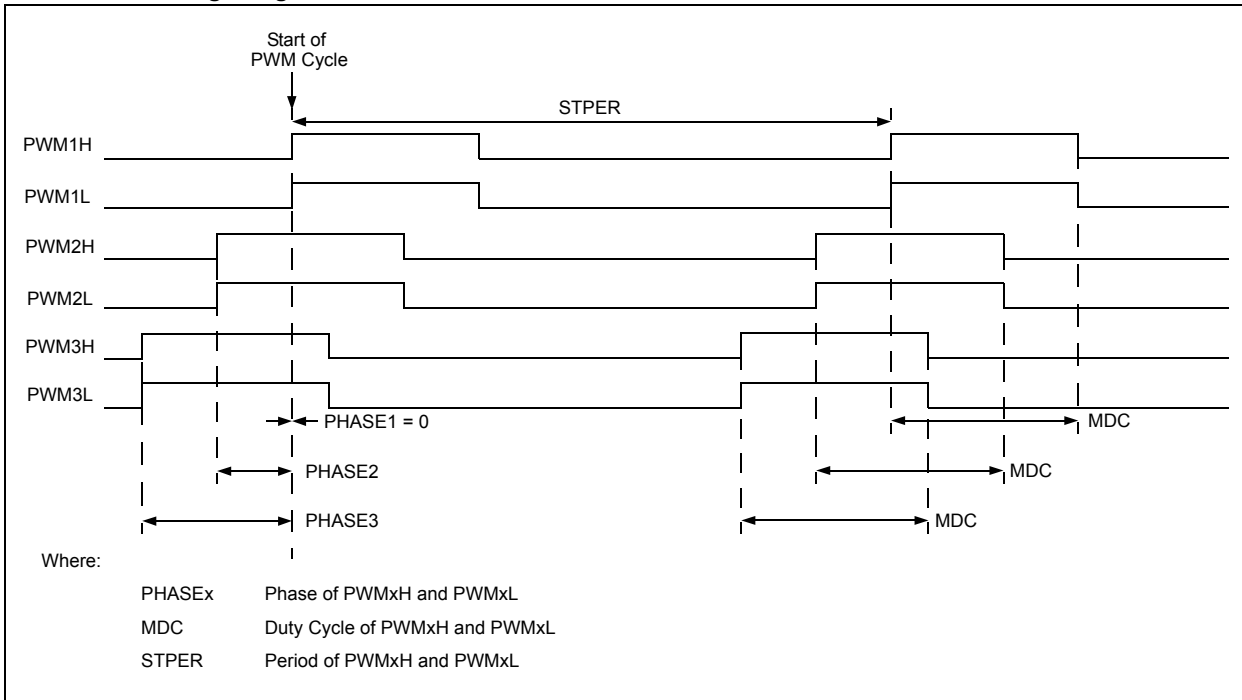 Start of
PWM Cycle
STPER
PWM1H
PWM1L
PWM2H
PWM2L
PWM3H
PWM3L
PHASE1 = 0
MDC
PHASE2
MDC
PHASE3
MDC
Where:
PHASEx Phase of PWMxH and PWMxL
MDC Duty Cycle of PWMxH and PWMxL
STPER Period of PWMxH and PWMxL